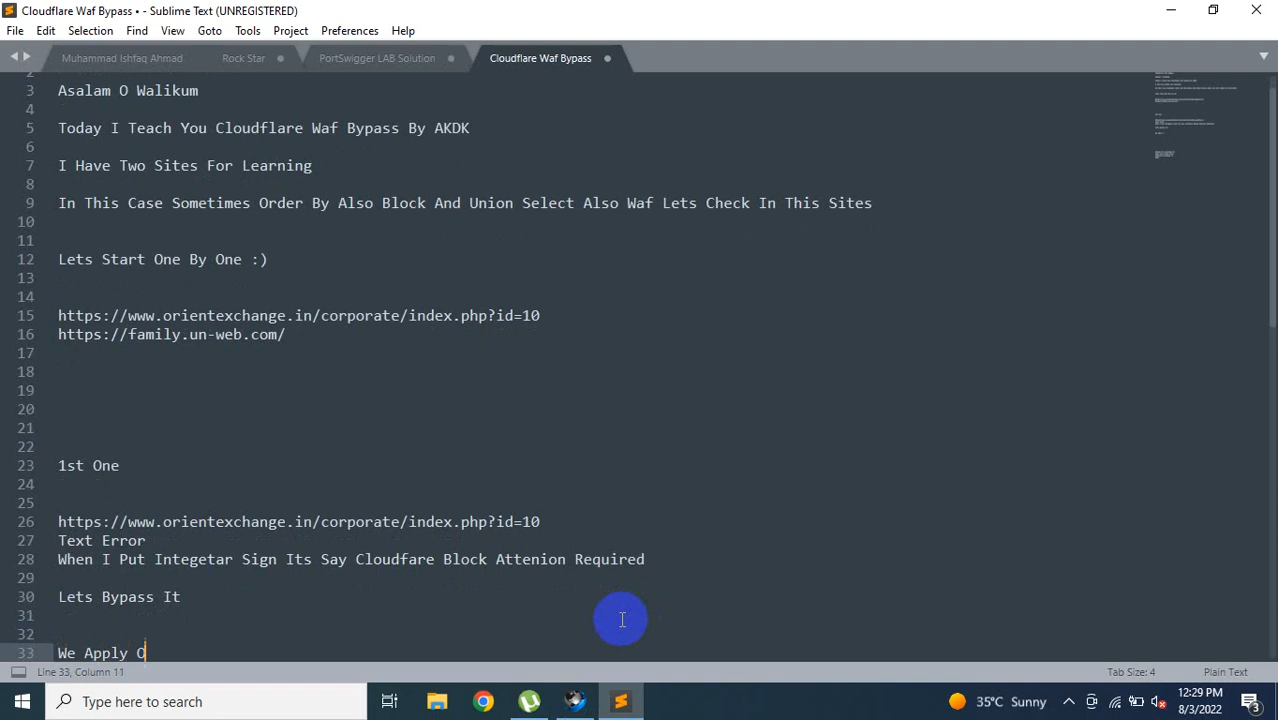 Cloudflare Waf Bypass • - Sublime Text (UNREGISTERED)
File Edit Selection Find View Goto Tools Project Preferences Help
Muhammad Ishfaq Ahmad Rock Star PortSwigger LAB Solution Cloudflare Waf Bypass
2
3 Asalam O Walikum
4
5 Today I Teach You Cloudflare Waf Bypass By AKDK
6
7 I Have Two Sites For Learning
8
9 In This Case Sometimes Order By Also Block And Union Select Also Waf Lets Check In This Sites
10
11
12 Lets Start One By One :)
13
14
15 https://www.orientexchange.in/corporate/index.php?id=10
16 https://family.un-web.com/
17
18
19
20
21
22
23 1st One
24
25
26 https://www.orientexchange.in/corporate/index.php?id=10
27 Text Error
28 When I Put Integetar Sign Its Say Cloudfare Block Attenion Required
29
30 Lets Bypass It
31
32
33 We Apply O
Line 33, Column 11 Tab Size: 4 Plain Text
Type here to search 35°C Sunny 12:29 PM
8/3/2022 3